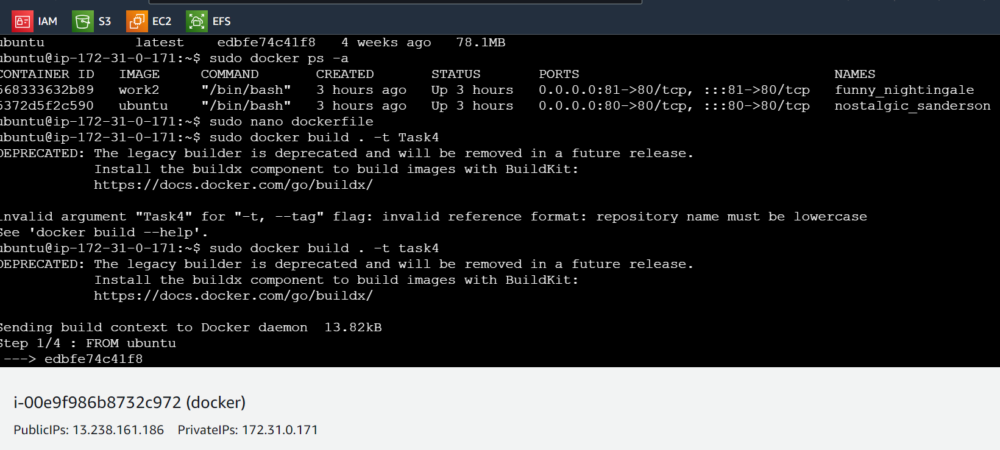 IAM S3 EC2 EFS
ubuntu latest edbfe74c41f8 4 weeks ago 78.1MB
ubuntu@ip-172-31-0-171:~$ sudo docker ps -a
CONTAINER ID IMAGE COMMAND CREATED STATUS PORTS NAMES
668333632b89 work2 "/bin/bash" 3 hours ago Up 3 hours 0.0.0.0:81->80/tcp, :::81->80/tcp funny_nightingale
5372d5f2c590 ubuntu "/bin/bash" 3 hours ago Up 3 hours 0.0.0.0:80->80/tcp, :::80->80/tcp nostalgic_sanderson
ubuntu@ip-172-31-0-171:~$ sudo nano dockerfile
ubuntu@ip-172-31-0-171:~$ sudo docker build . -t Task4
DEPRECATED: The legacy builder is deprecated and will be removed in a future release.
Install the buildx component to build images with BuildKit:
https://docs.docker.com/go/buildx/
invalid argument "Task4" for "-t, --tag" flag: invalid reference format: repository name must be lowercase
See 'docker build --help'.
ubuntu@ip-172-31-0-171:~$ sudo docker build . -t task4
DEPRECATED: The legacy builder is deprecated and will be removed in a future release.
Install the buildx component to build images with BuildKit:
https://docs.docker.com/go/buildx/
Sending build context to Docker daemon 13.82kB
Step 1/4 : FROM ubuntu
---> edbfe74c41f8
i-00e9f986b8732c972 (docker)
PublicIPs: 13.238.161.186 PrivateIPs: 172.31.0.171